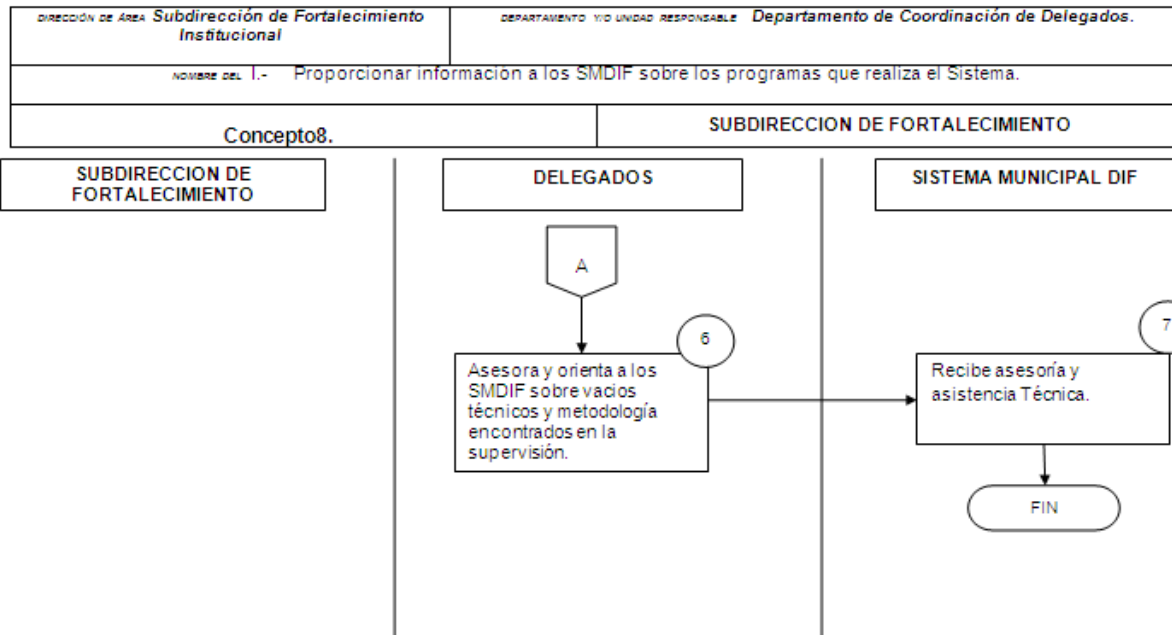 DIRECCIÓN DE ÁREA Subdirección de Fortalecimiento
Institucional
DEPARTAMENTO Y/O UNIDAD RESPONSABLE Departamento de Coordinación de Delegados.
NOMBRE DEL I.- Proporcionar información a los SMDIF sobre los programas que realiza el Sistema.
Concepto8.
SUBDIRECCION DE FORTALECIMIENTO
SUBDIRECCION DE
FORTALECIMIENTO
DELEGADOS
SISTEMA MUNICIPAL DIF
A
6
Asesora y orienta a los
SMDIF sobre vacios
técnicos y metodología
encontrados en la
supervisión.
7
Recibe asesoría y
asistencia Técnica.
FIN